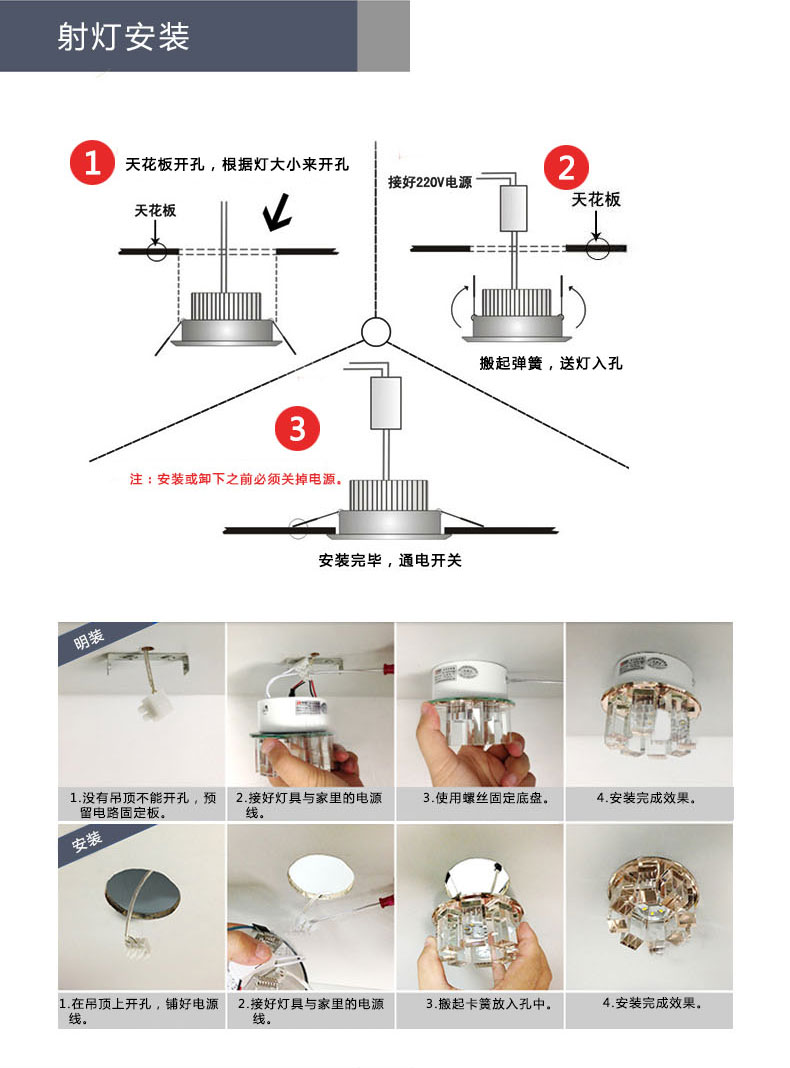 射灯安装
1
天花板开孔，根据灯大小来开孔
天花板
2
接好220V电源
天花板
搬起弹簧，送灯入孔
3
注：安装或卸下之前必须关掉电源。
安装完毕，通电开关
明装
1.没有吊顶不能开孔，预
留电路固定板。
2.接好灯具与家里的电源
线。
3.使用螺丝固定底盘。
4.安装完成效果。
安装
1.在吊顶上开孔，铺好电源
线。
2.接好灯具与家里的电源
线。
3.搬起卡簧放入孔中。
4.安装完成效果。